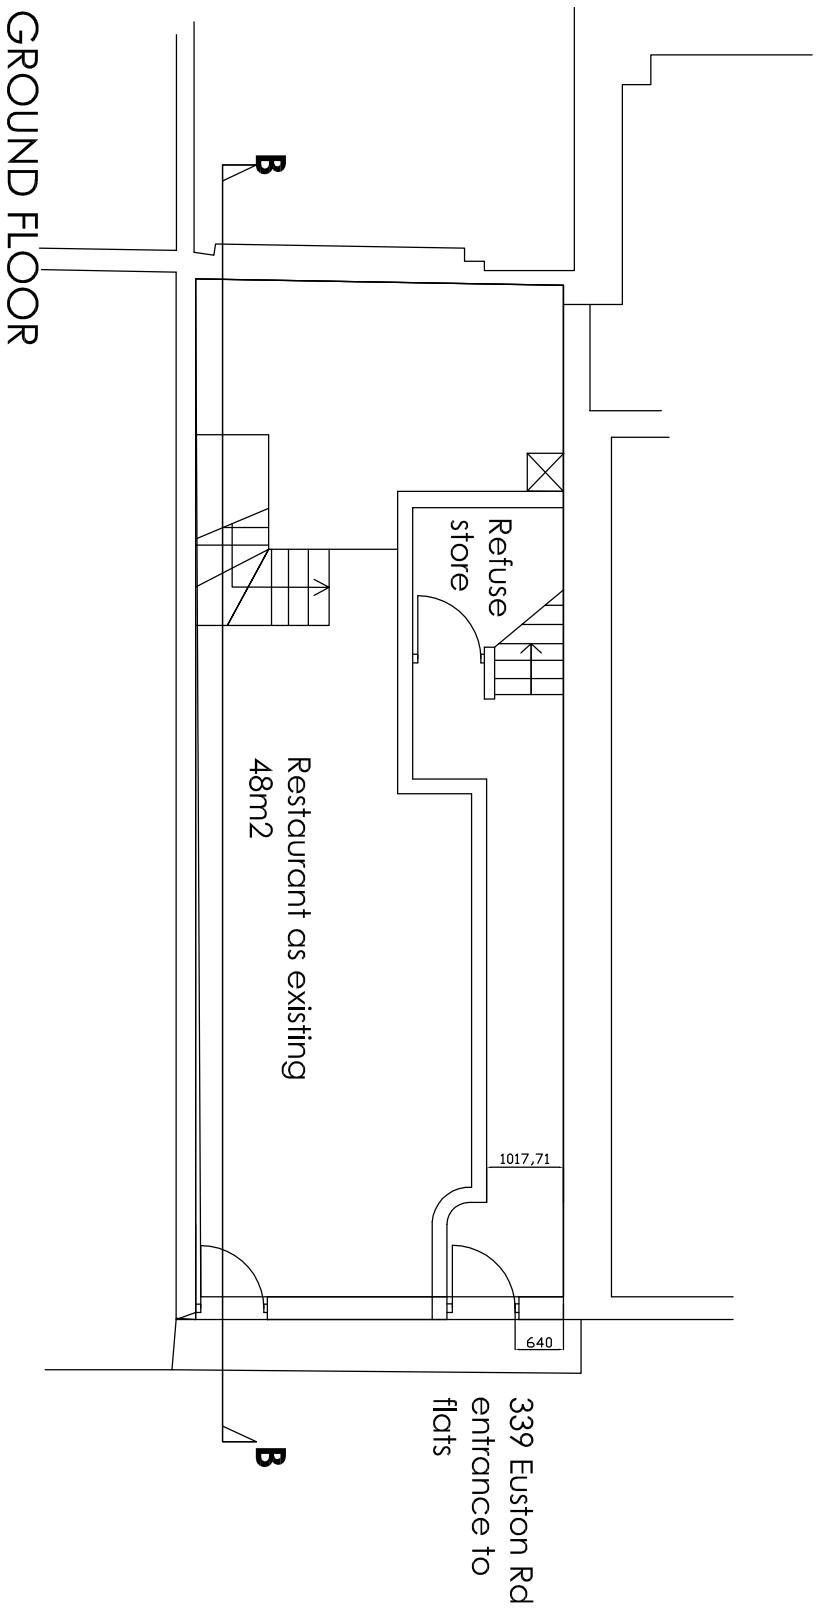 GROUND FLOOR
B
Refuse
store
Restaurant as existing
48m2
1017,71
640
B
339 Euston Rd
entrance to
flats